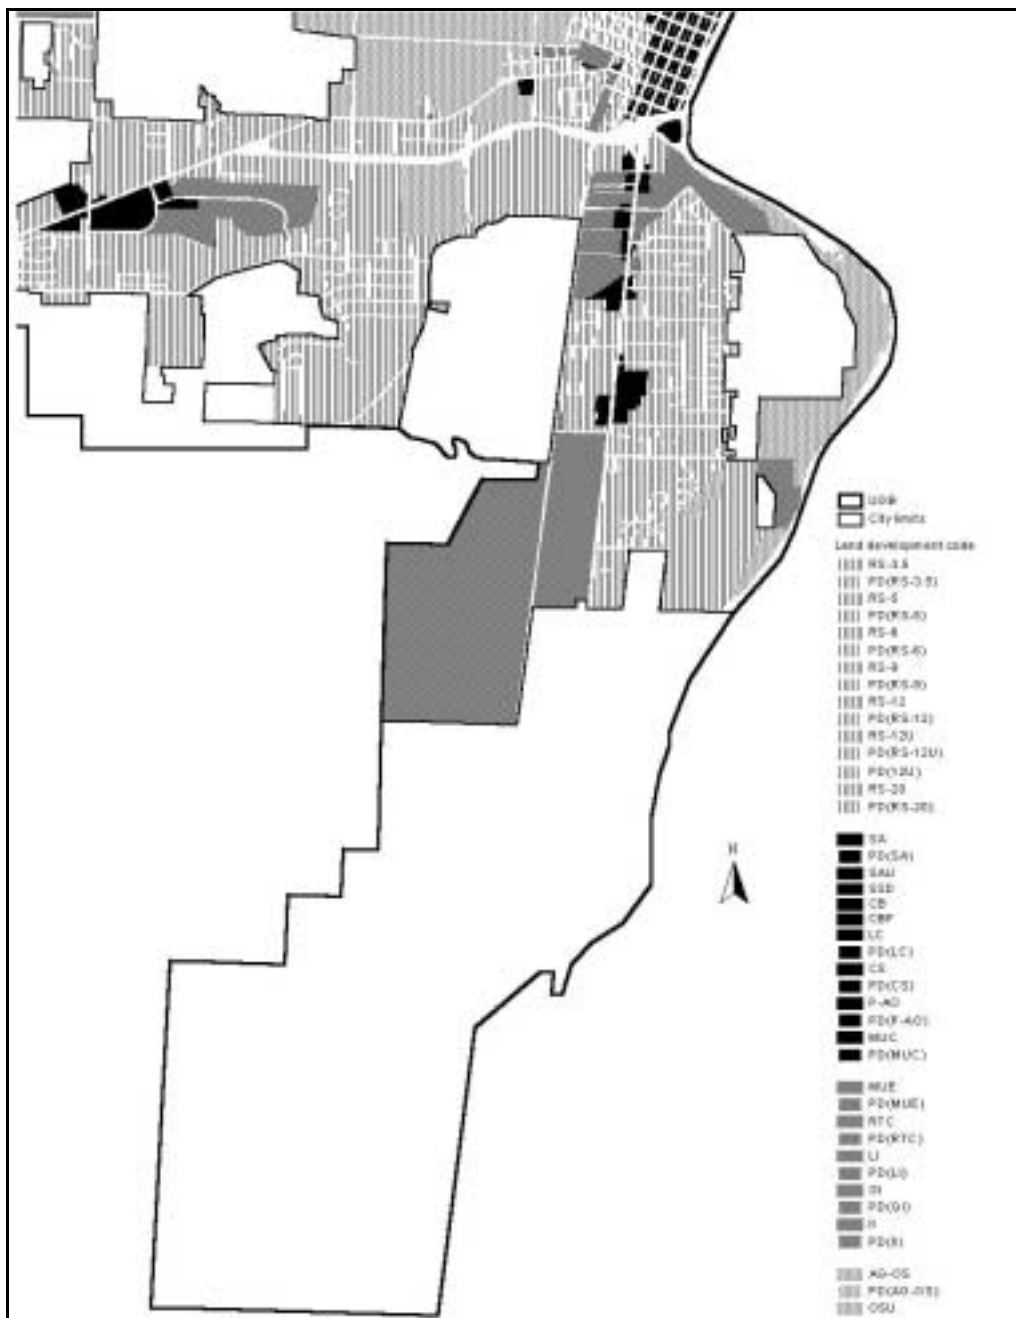 N
UGB
City limits
Land development code
RS-3.5
PD(RS-3.5)
RS-5
PD(RS-5)
RS-6
PD(RS-6)
RS-9
PD(RS-9)
RS-12
PD(RS-12)
RS-12U
PD(RS-12U)
PD(12U)
RS-20
PD(RS-20)
SA
PD(SA)
SAU
SSD
CB
CBF
LC
PD(LC)
CS
PD(CS)
P-AO
PD(P-AO)
MUC
PD(MUC)
MUE
PD(MUE)
RTC
PD(RTC)
LI
PD(LI)
GI
PD(GI)
II
PD(II)
AG-OS
PD(AG-OS)
OSU